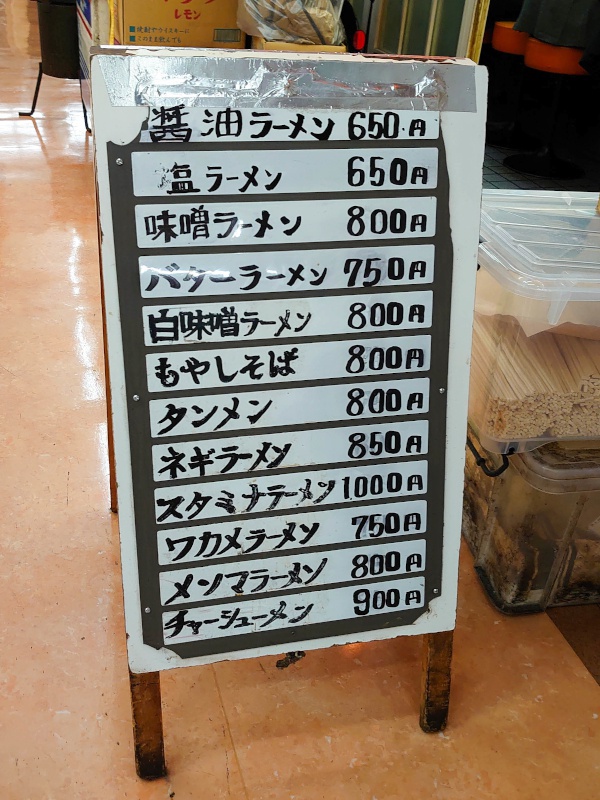 レモン
醤油ラーメン 650円
塩ラーメン 650円
味噌ラーメン 800円
バターラーメン 750円
白味噌ラーメン 800円
もやしそば 800円
タンメン 800円
ネギラーメン 850円
スタミナラーメン 1.000円
ワカメラーメン 750円
メンマラーメン 800円
チャーシューメン 900円